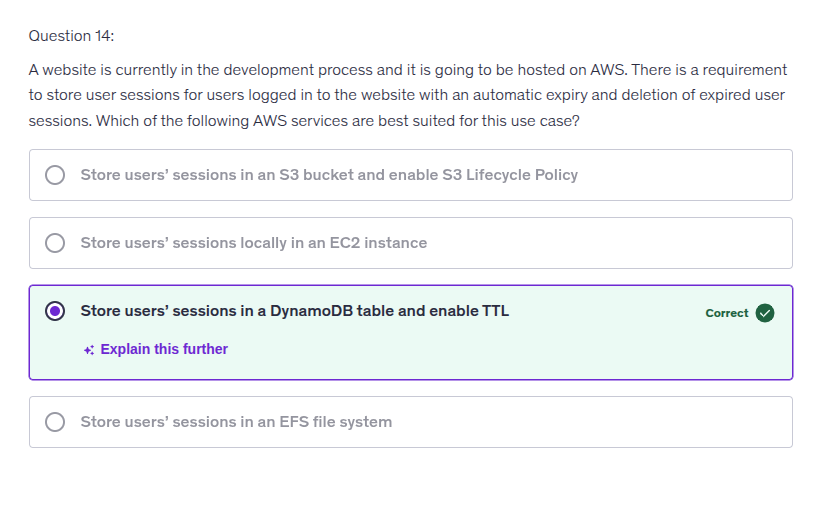 Question 14:
A website is currently in the development process and it is going to be hosted on AWS. There is a requirement
to store user sessions for users logged in to the website with an automatic expiry and deletion of expired user
sessions. Which of the following AWS services are best suited for this use case?
Store users’ sessions in an S3 bucket and enable S3 Lifecycle Policy
Store users’ sessions locally in an EC2 instance
Store users’ sessions in a DynamoDB table and enable TTL
Correct
Explain this further
Store users’ sessions in an EFS file system